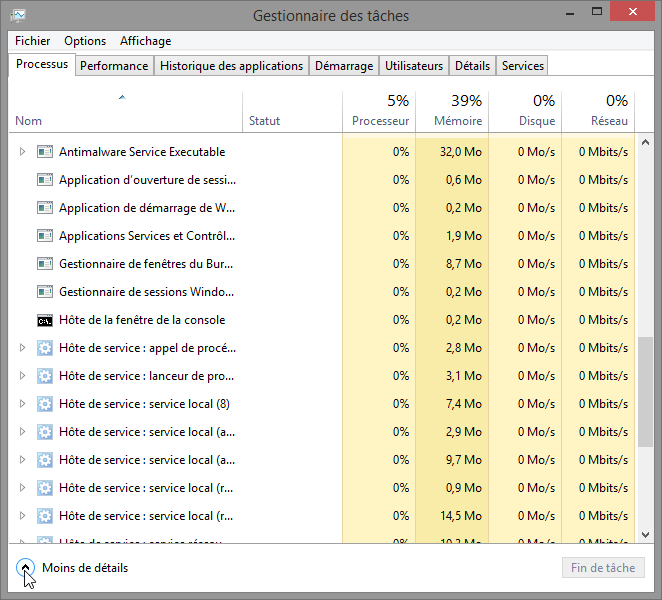 Gestionnaire des tâches
Fichier Options Affichage
Processus Performance Historique des applications Démarrage Utilisateurs Détails Services
5% 39% 0% 0%
Nom Statut Processeur Mémoire Disque Réseau
Antimalware Service Executable 0% 32,0 Mo 0 Mo/s 0 Mbits/s
Application d'ouverture de sessi... 0% 0,6 Mo 0 Mo/s 0 Mbits/s
Application de démarrage de W... 0% 0,2 Mo 0 Mo/s 0 Mbits/s
Applications Services et Contrôl... 0% 1,9 Mo 0 Mo/s 0 Mbits/s
Gestionnaire de fenêtres du Bur... 0% 8,7 Mo 0 Mo/s 0 Mbits/s
Gestionnaire de sessions Windo... 0% 0,2 Mo 0 Mo/s 0 Mbits/s
Hôte de la fenêtre de la console 0% 0,2 Mo 0 Mo/s 0 Mbits/s
Hôte de service : appel de procé... 0% 2,8 Mo 0 Mo/s 0 Mbits/s
Hôte de service : lanceur de pro... 0% 3,1 Mo 0 Mo/s 0 Mbits/s
Hôte de service : service local (8) 0% 7,4 Mo 0 Mo/s 0 Mbits/s
Hôte de service : service local (a... 0% 2,9 Mo 0 Mo/s 0 Mbits/s
Hôte de service : service local (a... 0% 9,7 Mo 0 Mo/s 0 Mbits/s
Hôte de service : service local (r... 0% 0,9 Mo 0 Mo/s 0 Mbits/s
Hôte de service : service local (r... 0% 14,5 Mo 0 Mo/s 0 Mbits/s
Hôte de service : service réseau 0% 0 Mo/s 0 Mbits/s
Moins de détails Fin de tâche